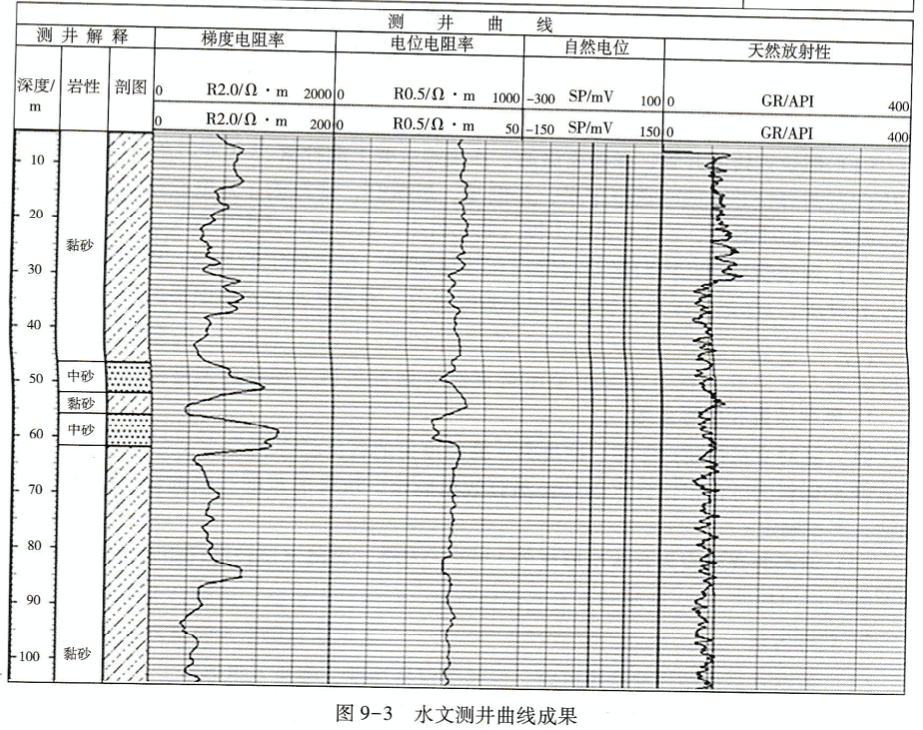 测 井 曲 线
测 井 解 释 梯度电阻率 电位电阻率 自然电位 天然放射性
深度/m 岩性 剖图
0 R2.0/Ω·m 2000 0 R0.5/Ω·m 1000 -300 SP/mV 100 0 GR/API 400
0 R2.0/Ω·m 200 0 R0.5/Ω·m 50 -150 SP/mV 150 0 GR/API 400
10
20
黏砂
30
40
中砂
50
黏砂
中砂
60
70
80
90
黏砂
100
图 9-3 水文测井曲线成果